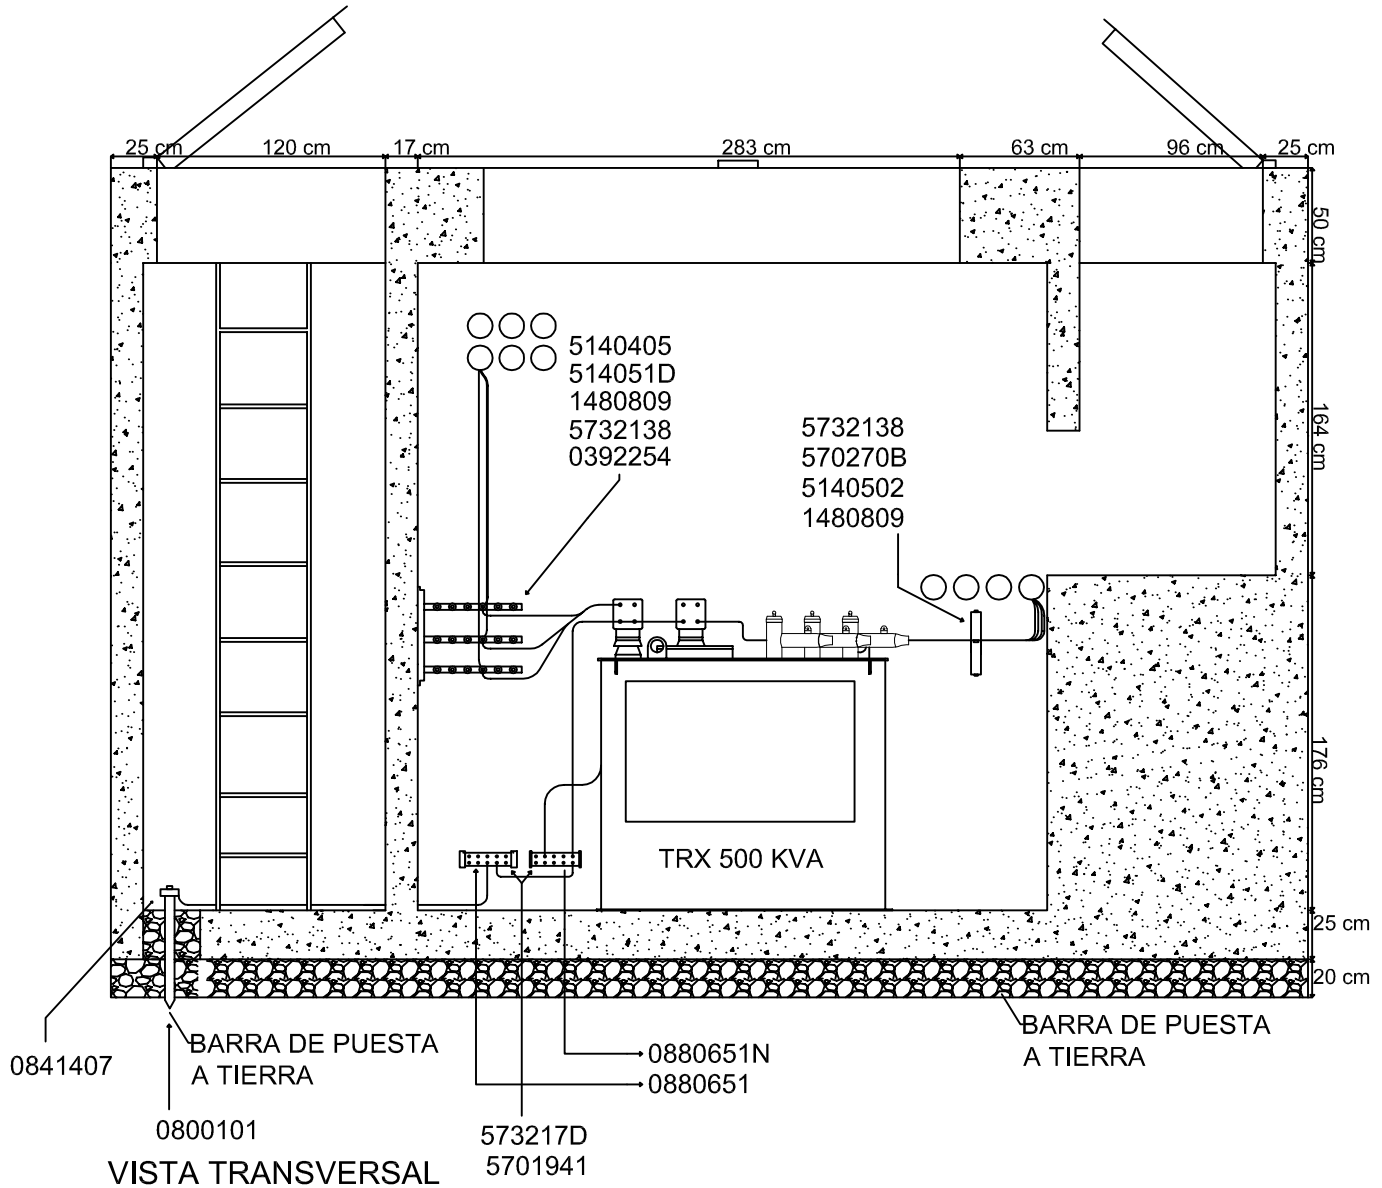 25 cm
120 cm
17 cm
283 cm
63 cm
96 cm
25 cm
50 cm
164 cm
176 cm
25 cm
20 cm
5140405
514051D
1480809
5732138
0392254
5732138
570270B
5140502
1480809
TRX 500 KVA
0841407
BARRA DE PUESTA
A TIERRA
0800101
0880651N
0880651
573217D
5701941
BARRA DE PUESTA
A TIERRA
VISTA TRANSVERSAL